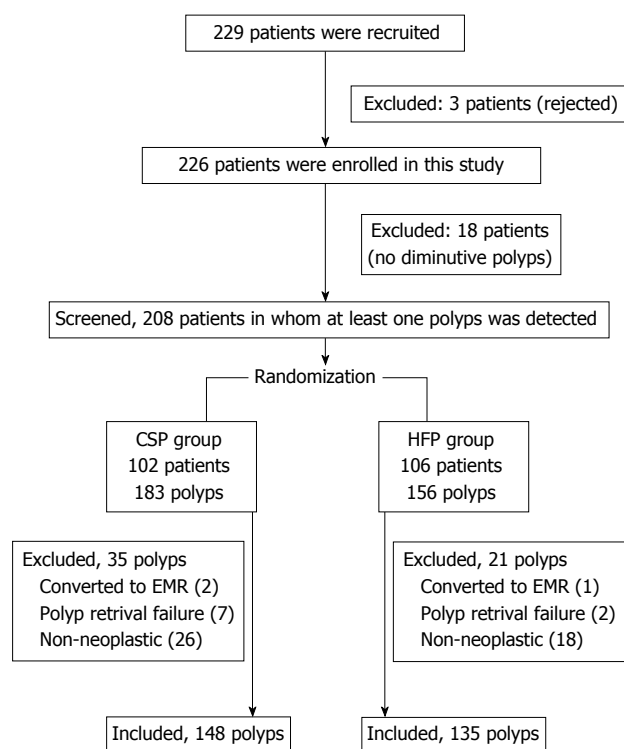 229 patients were recruited
Excluded: 3 patients (rejected)
226 patients were enrolled in this study
Excluded: 18 patients
(no diminutive polyps)
Screened, 208 patients in whom at least one polyps was detected
Randomization
CSP group
102 patients
183 polyps
HFP group
106 patients
156 polyps
Excluded, 35 polyps
Converted to EMR (2)
Polyp retrival failure (7)
Non-neoplastic (26)
Excluded, 21 polyps
Converted to EMR (1)
Polyp retrival failure (2)
Non-neoplastic (18)
Included, 148 polyps
Included, 135 polyps